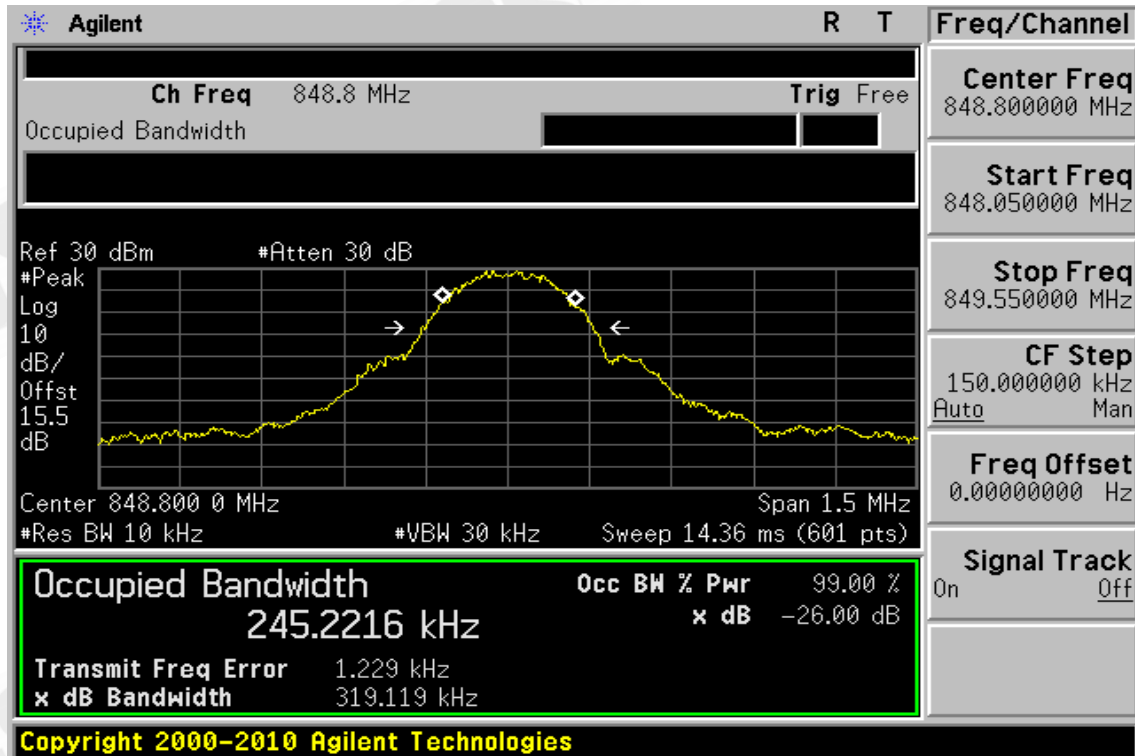 Agilent R T
Freq/Channel
Ch Freq 848.8 MHz Trig Free
Occupied Bandwidth
Center Freq
848.800000 MHz
Start Freq
848.050000 MHz
Stop Freq
849.550000 MHz
CF Step
150.000000 kHz
Auto Man
Freq Offset
0.00000000 Hz
Signal Track
On Off
Ref 30 dBm #Atten 30 dB
#Peak
Log
10
dB/
Offst
15.5
dB
Center 848.800 0 MHz Span 1.5 MHz
#Res BW 10 kHz #VBW 30 kHz Sweep 14.36 ms (601 pts)
Occupied Bandwidth Occ BW % Pwr 99.00 %
245.2216 kHz x dB -26.00 dB
Transmit Freq Error 1.229 kHz
x dB Bandwidth 319.119 kHz
Copyright 2000-2010 Agilent Technologies